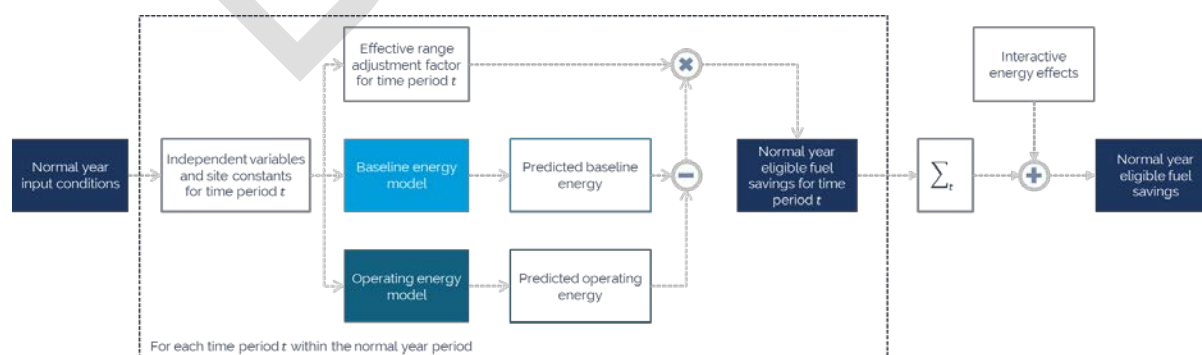 Effective range
adjustment factor
for time period t
Interactive
energy effects
Normal year
input conditions
Independent variables
and site constants
for time period t
Baseline energy
model
Predicted baseline
energy
Normal year
eligible fuel
savings for time
period t
∑t
Normal year
eligible fuel
savings
Operating energy
model
Predicted operating
energy
For each time period t within the normal year period